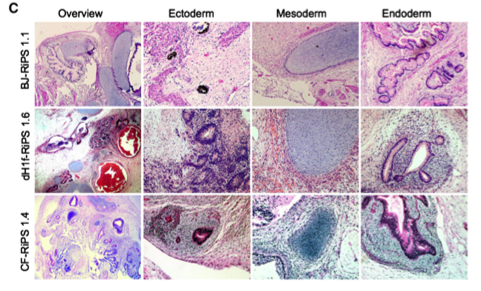 C
Overview Ectoderm Mesoderm Endoderm
BJ-RiPS 1.1
dH1f-RiPS 1.6
CF-RiPS 1.4